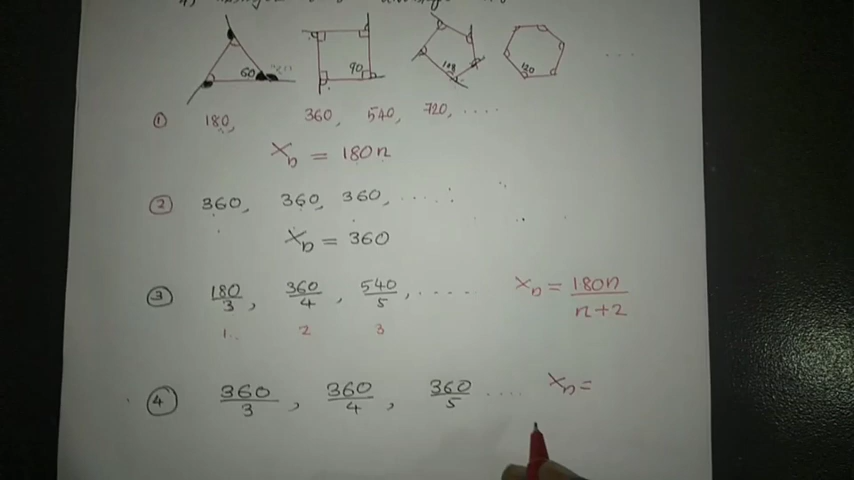 60 90 108 120 ....
① 180, 360, 540, 720, ....
Xn = 180n
② 360, 360, 360, .....
Xn = 360
③ 180/3, 360/4, 540/5, ..... Xn = 180n/n+2
1.. 2 3
④ 360/3, 360/4, 360/5 .... Xn =